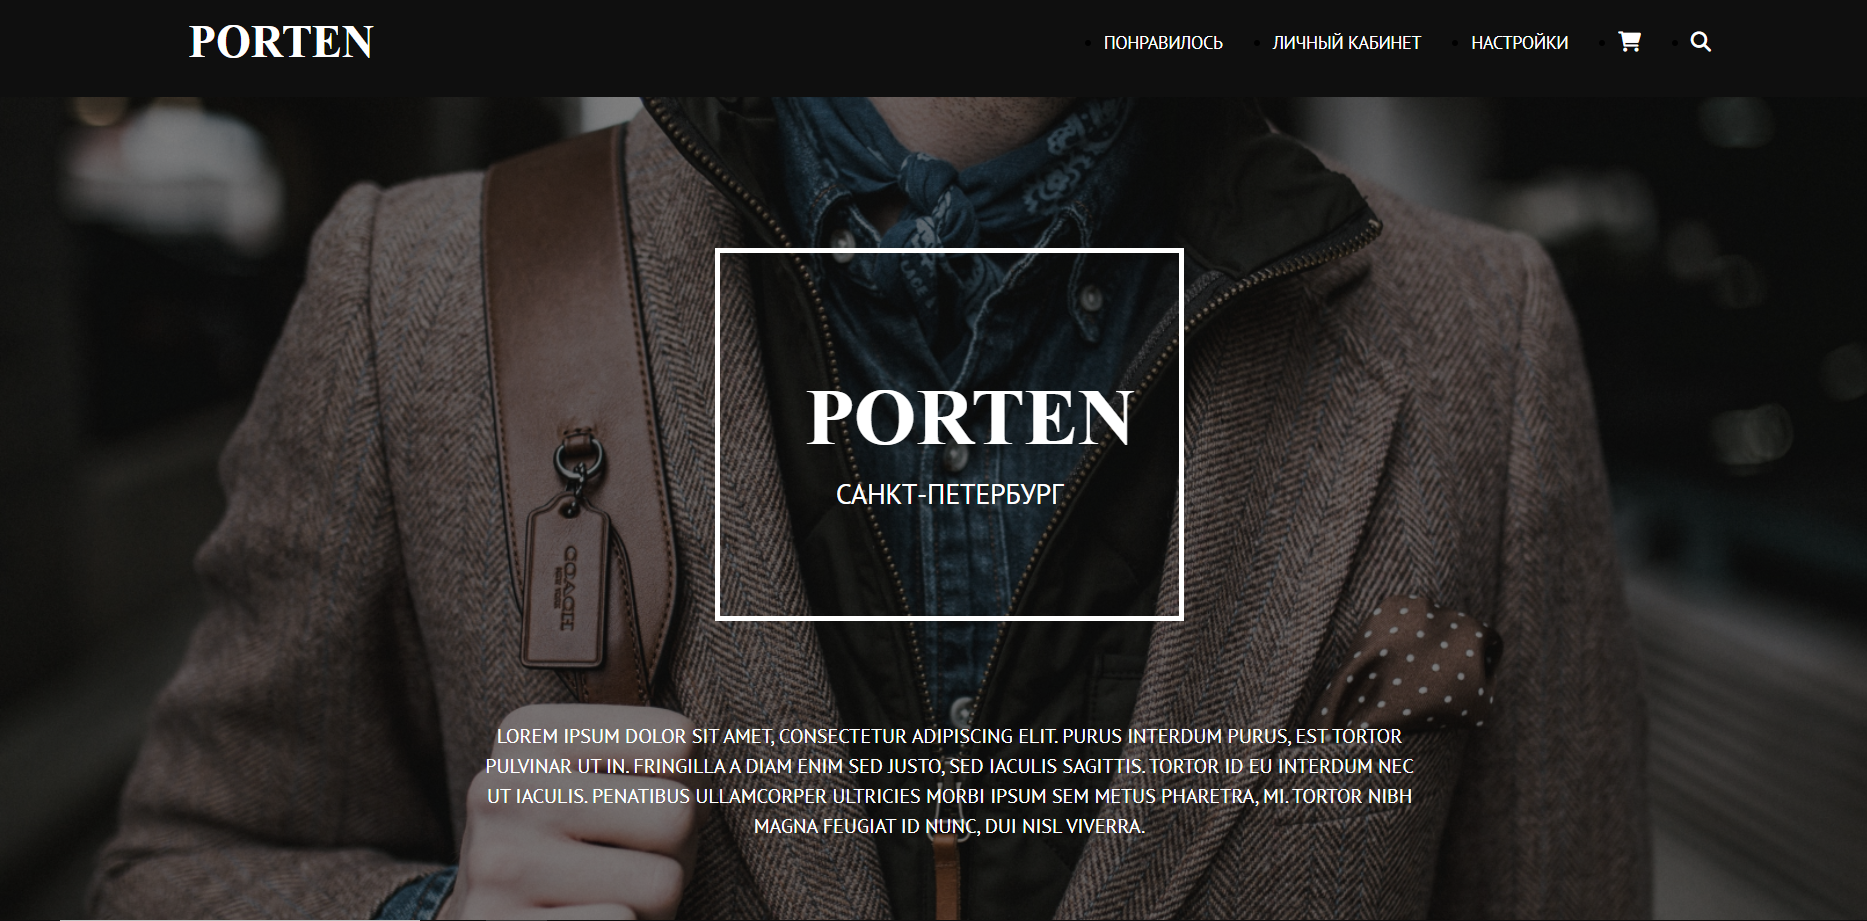 PORTEN
ПОНРАВИЛОСЬ ЛИЧНЫЙ КАБИНЕТ НАСТРОЙКИ
PORTEN
САНКТ-ПЕТЕРБУРГ
COACH
LOREM IPSUM DOLOR SIT AMET, CONSECTETUR ADIPISCING ELIT. PURUS INTERDUM PURUS, EST TORTOR
PULVINAR UT IN. FRINGILLA A DIAM ENIM SED JUSTO, SED IACULIS SAGITTIS. TORTOR ID EU INTERDUM NEC
UT IACULIS. PENATIBUS ULLAMCORPER ULTRICIES MORBI IPSUM SEM METUS PHARETRA, MI. TORTOR NIBH
MAGNA FEUGIAT ID NUNC, DUI NISL VIVERRA.